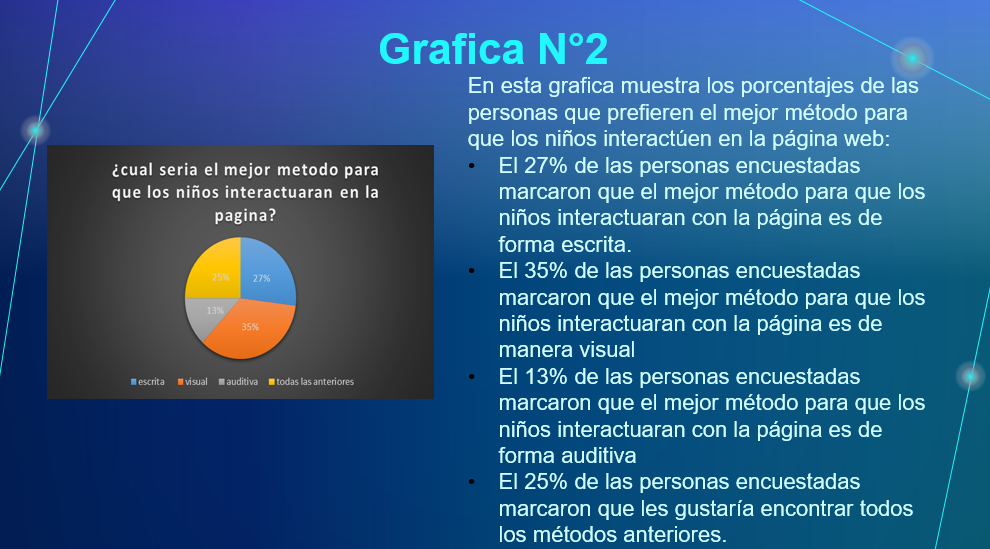 Grafica N°2
¿cual seria el mejor metodo para
que los niños interactuaran en la
pagina?
25%
27%
13%
35%
escrita visual auditiva todas las anteriores
En esta grafica muestra los porcentajes de las
personas que prefieren el mejor método para
que los niños interactúen en la página web:
• El 27% de las personas encuestadas
marcaron que el mejor método para que los
niños interactuaran con la página es de
forma escrita.
• El 35% de las personas encuestadas
marcaron que el mejor método para que los
niños interactuaran con la página es de
manera visual
• El 13% de las personas encuestadas
marcaron que el mejor método para que los
niños interactuaran con la página es de
forma auditiva
• El 25% de las personas encuestadas
marcaron que les gustaría encontrar todos
los métodos anteriores.